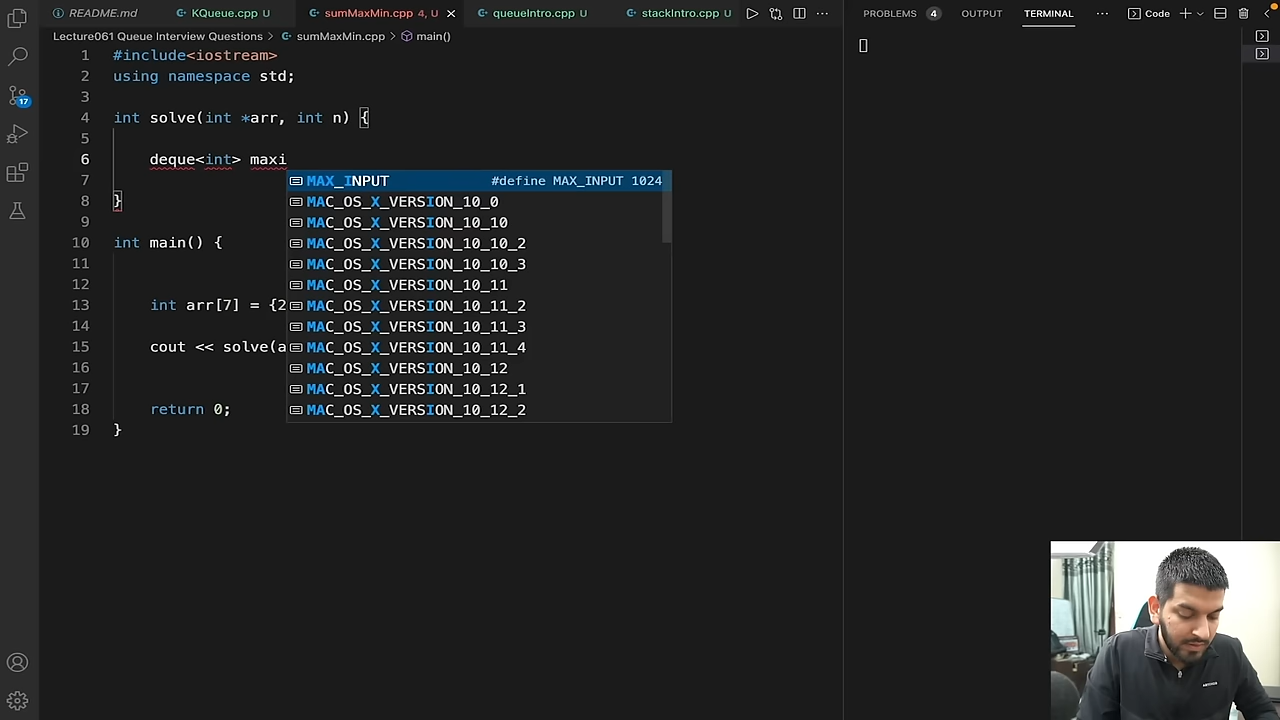 README.md
KQueue.cpp U
sumMaxMin.cpp 4, U
queueIntro.cpp U
stackIntro.cpp U
PROBLEMS 4 OUTPUT TERMINAL
Code
Lecture061 Queue Interview Questions > sumMaxMin.cpp > main()
17
1 #include<iostream>
2 using namespace std;
3
4 int solve(int *arr, int n) {
5
6 deque<int> maxi
7
8 }
9
10 int main() {
11
12
13 int arr[7] = {2
14
15 cout << solve(a
16
17
18 return 0;
19 }
MAX_INPUT #define MAX_INPUT 1024
MAC_OS_X_VERSION_10_0
MAC_OS_X_VERSION_10_10
MAC_OS_X_VERSION_10_10_2
MAC_OS_X_VERSION_10_10_3
MAC_OS_X_VERSION_10_11
MAC_OS_X_VERSION_10_11_2
MAC_OS_X_VERSION_10_11_3
MAC_OS_X_VERSION_10_11_4
MAC_OS_X_VERSION_10_12
MAC_OS_X_VERSION_10_12_1
MAC_OS_X_VERSION_10_12_2